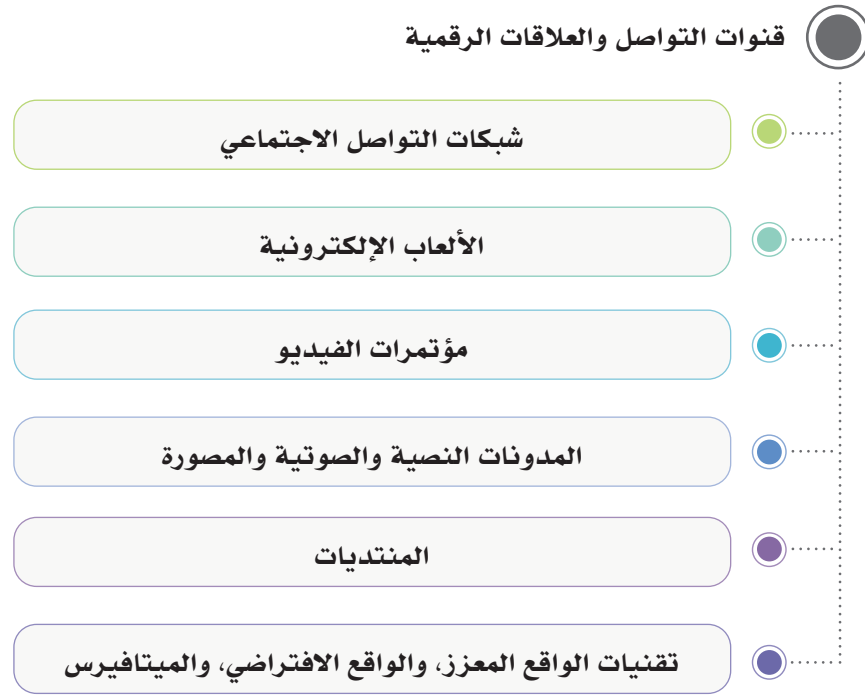 قنوات التواصل والعلاقات الرقمية
شبكات التواصل الاجتماعي
الألعاب الإلكترونية
مؤتمرات الفيديو
المدونات النصية والصوتية والمصورة
المنتديات
تقنيات الواقع المعزز، والواقع الافتراضي، والميتافيرس